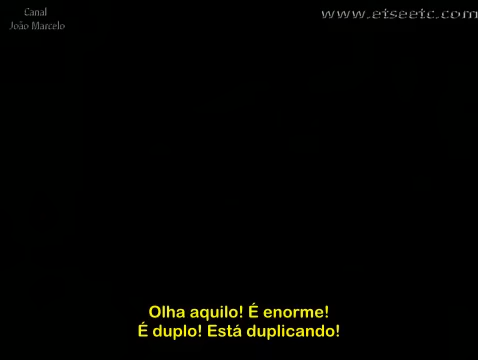 Canal
João Marcelo
www.etseetc.com
Olha aquilo! É enorme!
É duplo! Está duplicando!